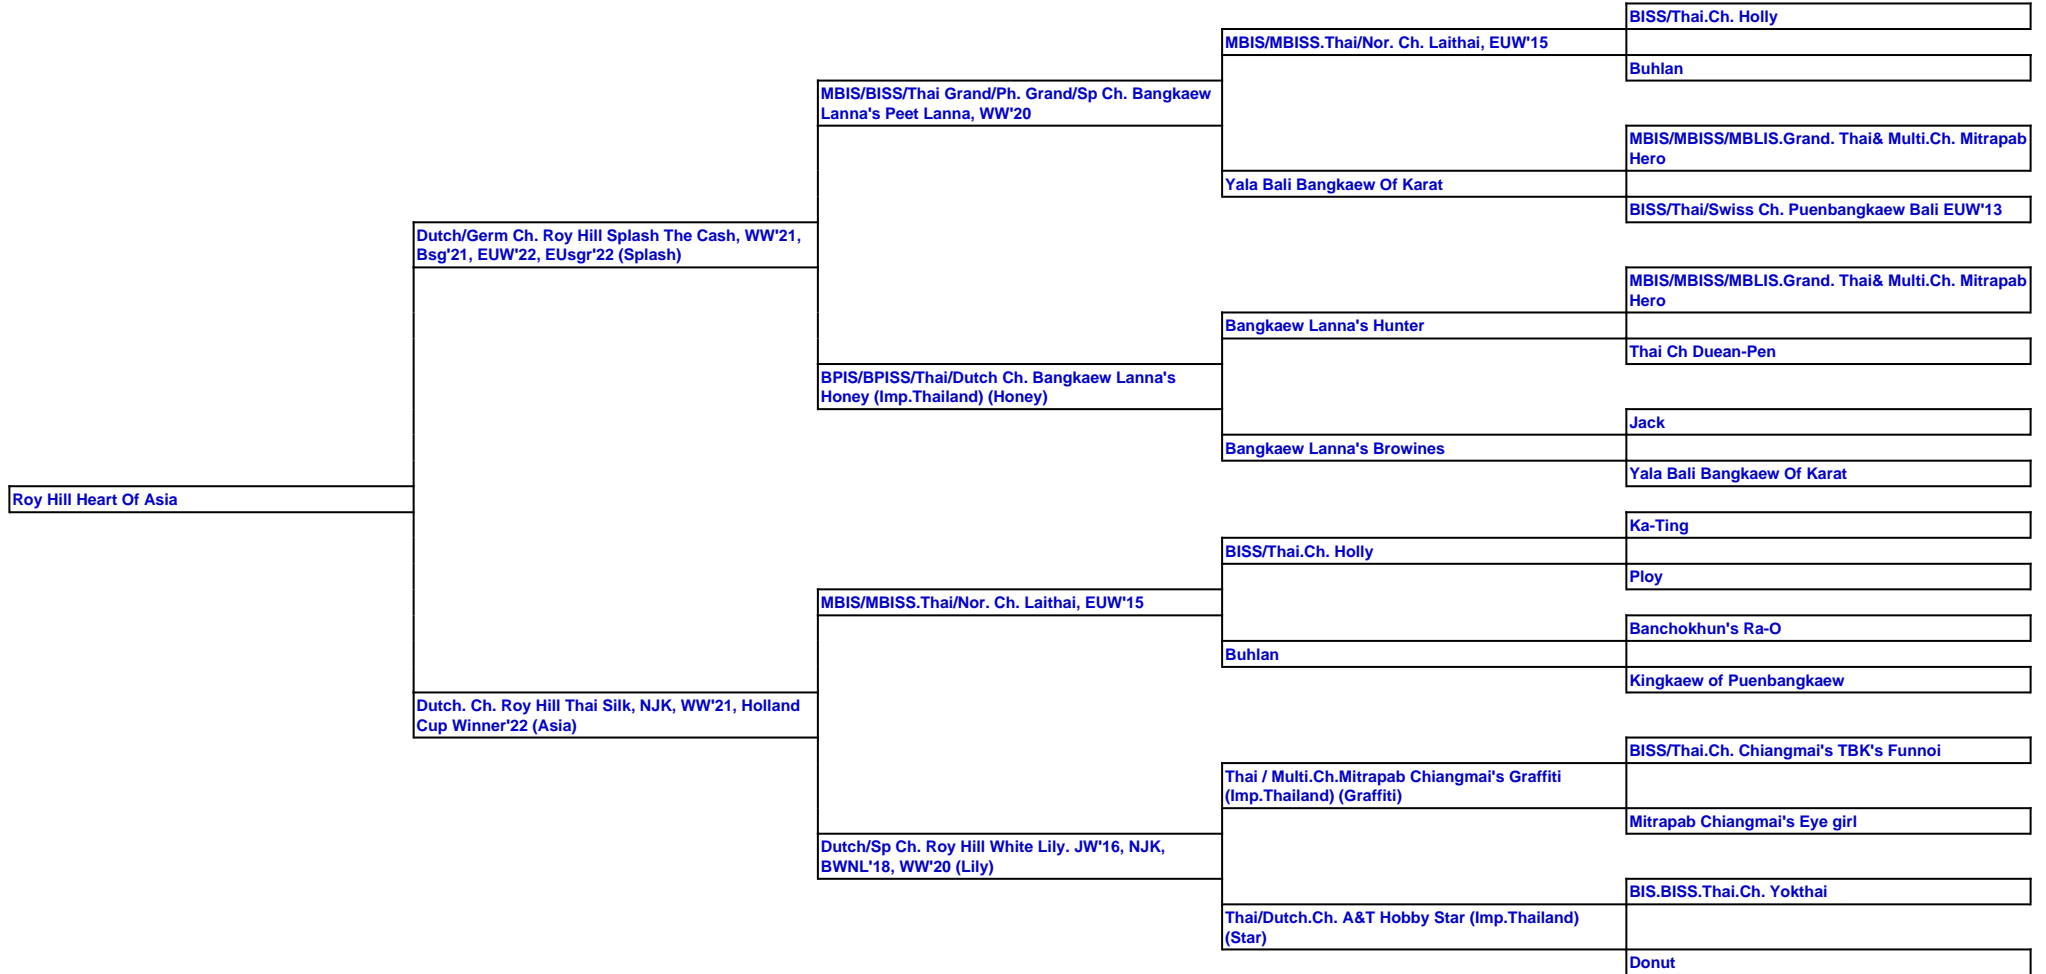 BISS/Thai.Ch. Holly
MBIS/MBISS.Thai/Nor. Ch. Laithai, EUW'15
Buhlan
MBIS/BISS/Thai Grand/Ph. Grand/Sp Ch. Bangkaew
Lanna's Peet Lanna, WW'20
MBIS/MBISS/MBLIS.Grand. Thai& Multi.Ch. Mitrapab
Hero
Yala Bali Bangkaew Of Karat
BISS/Thai/Swiss Ch. Puenbangkaew Bali EUW'13
Dutch/Germ Ch. Roy Hill Splash The Cash, WW'21,
Bsg'21, EUW'22, EUsgr'22 (Splash)
MBIS/MBISS/MBLIS.Grand. Thai& Multi.Ch. Mitrapab
Hero
Bangkaew Lanna's Hunter
Thai Ch Duean-Pen
BPIS/BPISS/Thai/Dutch Ch. Bangkaew Lanna's
Honey (Imp.Thailand) (Honey)
Jack
Bangkaew Lanna's Browines
Yala Bali Bangkaew Of Karat
Roy Hill Heart Of Asia
Ka-Ting
BISS/Thai.Ch. Holly
Ploy
MBIS/MBISS.Thai/Nor. Ch. Laithai, EUW'15
Banchokhun's Ra-O
Buhlan
Kingkaew of Puenbangkaew
Dutch. Ch. Roy Hill Thai Silk, NJK, WW'21, Holland
Cup Winner'22 (Asia)
BISS/Thai.Ch. Chiangmai's TBK's Funnoi
Thai / Multi.Ch.Mitrapab Chiangmai's Graffiti
(Imp.Thailand) (Graffiti)
Mitrapab Chiangmai's Eye girl
Dutch/Sp Ch. Roy Hill White Lily. JW'16, NJK,
BWNL'18, WW'20 (Lily)
BIS.BISS.Thai.Ch. Yokthai
Thai/Dutch.Ch. A&T Hobby Star (Imp.Thailand)
(Star)
Donut